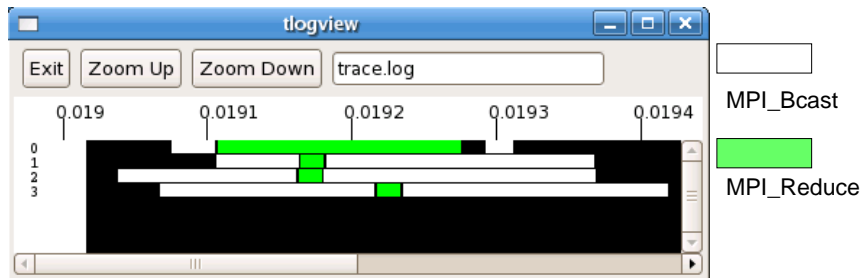 tlogview
Exit Zoom Up Zoom Down trace.log
0.019 0.0191 0.0192 0.0193 0.0194
0
1
2
3
MPI_Bcast
MPI_Reduce